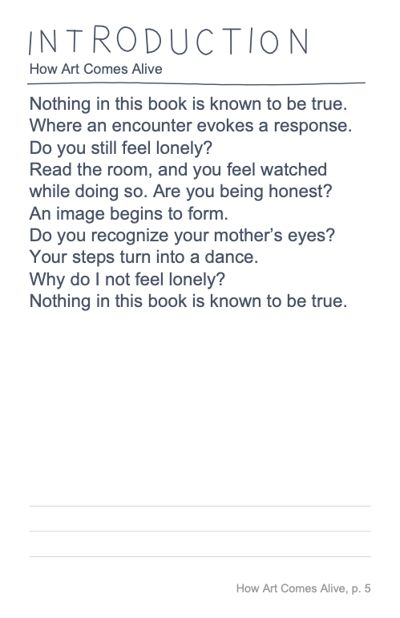 INTRODUCTION
How Art Comes Alive
Nothing in this book is known to be true.
Where an encounter evokes a response.
Do you still feel lonely?
Read the room, and you feel watched
while doing so. Are you being honest?
An image begins to form.
Do you recognize your mother’s eyes?
Your steps turn into a dance.
Why do I not feel lonely?
Nothing in this book is known to be true.
How Art Comes Alive, p. 5